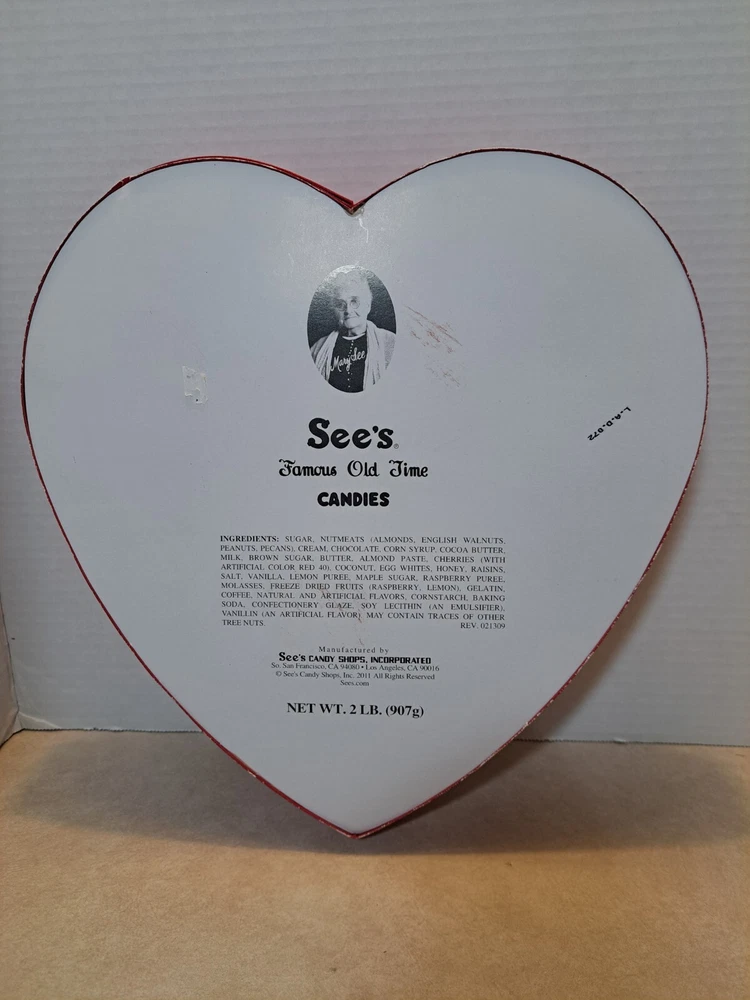 Mary See
See's®
Famous Old Time
CANDIES
L.A.D.072
INGREDIENTS: SUGAR, NUTMEATS (ALMONDS, ENGLISH WALNUTS,
PEANUTS, PECANS), CREAM, CHOCOLATE, CORN SYRUP, COCOA BUTTER,
MILK, BROWN SUGAR, BUTTER, ALMOND PASTE, CHERRIES (WITH
ARTIFICIAL COLOR RED 40), COCONUT, EGG WHITES, HONEY, RAISINS,
SALT, VANILLA, LEMON PUREE, MAPLE SUGAR, RASPBERRY PUREE,
MOLASSES, FREEZE DRIED FRUITS (RASPBERRY, LEMON), GELATIN,
COFFEE, NATURAL AND ARTIFICIAL FLAVORS, CORNSTARCH, BAKING
SODA, CONFECTIONERY GLAZE, SOY LECITHIN (AN EMULSIFIER),
VANILLIN (AN ARTIFICIAL FLAVOR) MAY CONTAIN TRACES OF OTHER
TREE NUTS. REV. 021309
Manufactured by
See's CANDY SHOPS, INCORPORATED
So. San Francisco, CA 94080 • Los Angeles, CA 90016
© See's Candy Shops, Inc. 2011 All Rights Reserved
Sees.com
NET WT. 2 LB. (907g)